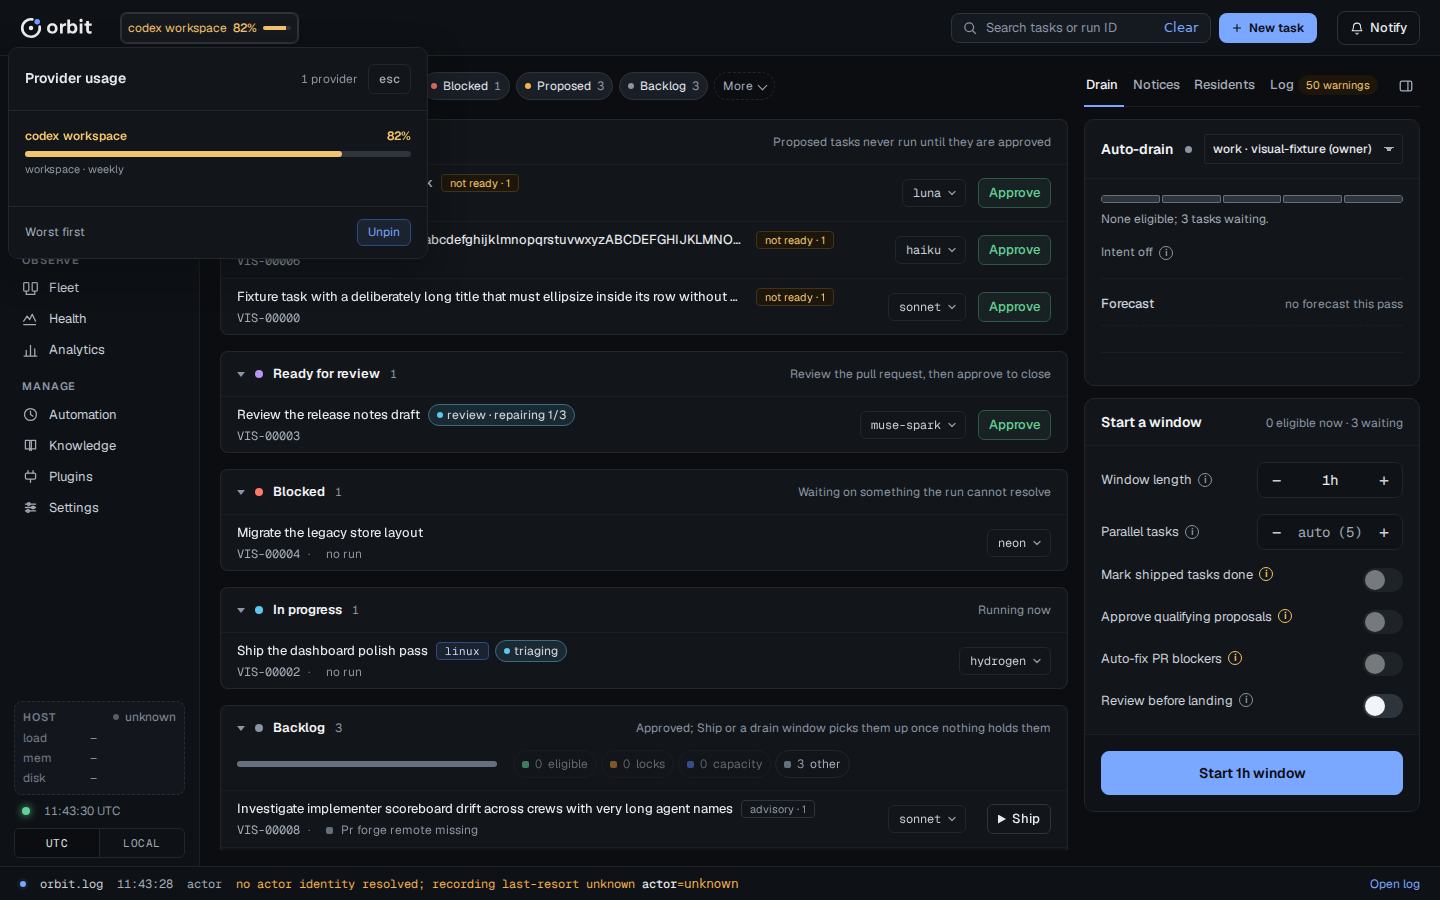 orbit
codex workspace 82%
Search tasks or run ID
Clear
+ New task
Notify
Provider usage
1 provider
esc
codex workspace
82%
workspace · weekly
Worst first
Unpin
OBSERVE
Fleet
Health
Analytics
MANAGE
Automation
Knowledge
Plugins
Settings
HOST
unknown
load –
mem –
disk –
11:43:30 UTC
UTC
LOCAL
Blocked 1
Proposed 3
Backlog 3
More
Proposed tasks never run until they are approved
not ready · 1
luna
Approve
abcdefghijklmnopqrstuvwxyzABCDEFGHIJKLMNO…
not ready · 1
VIS-00006
haiku
Approve
Fixture task with a deliberately long title that must ellipsize inside its row without …
not ready · 1
VIS-00000
sonnet
Approve
Ready for review 1
Review the pull request, then approve to close
Review the release notes draft
review · repairing 1/3
VIS-00003
muse-spark
Approve
Blocked 1
Waiting on something the run cannot resolve
Migrate the legacy store layout
VIS-00004 · no run
neon
In progress 1
Running now
Ship the dashboard polish pass
linux
triaging
VIS-00002 · no run
hydrogen
Backlog 3
Approved; Ship or a drain window picks them up once nothing holds them
0 eligible
0 locks
0 capacity
3 other
Investigate implementer scoreboard drift across crews with very long agent names
advisory · 1
VIS-00008 · Pr forge remote missing
sonnet
Ship
Drain
Notices
Residents
Log
50 warnings
Auto-drain
work · visual-fixture (owner)
None eligible; 3 tasks waiting.
Intent off
Forecast
no forecast this pass
Start a window
0 eligible now · 3 waiting
Window length
− 1h +
Parallel tasks
− auto (5) +
Mark shipped tasks done
Approve qualifying proposals
Auto-fix PR blockers
Review before landing
Start 1h window
orbit.log 11:43:28 actor no actor identity resolved; recording last-resort unknown actor=unknown
Open log